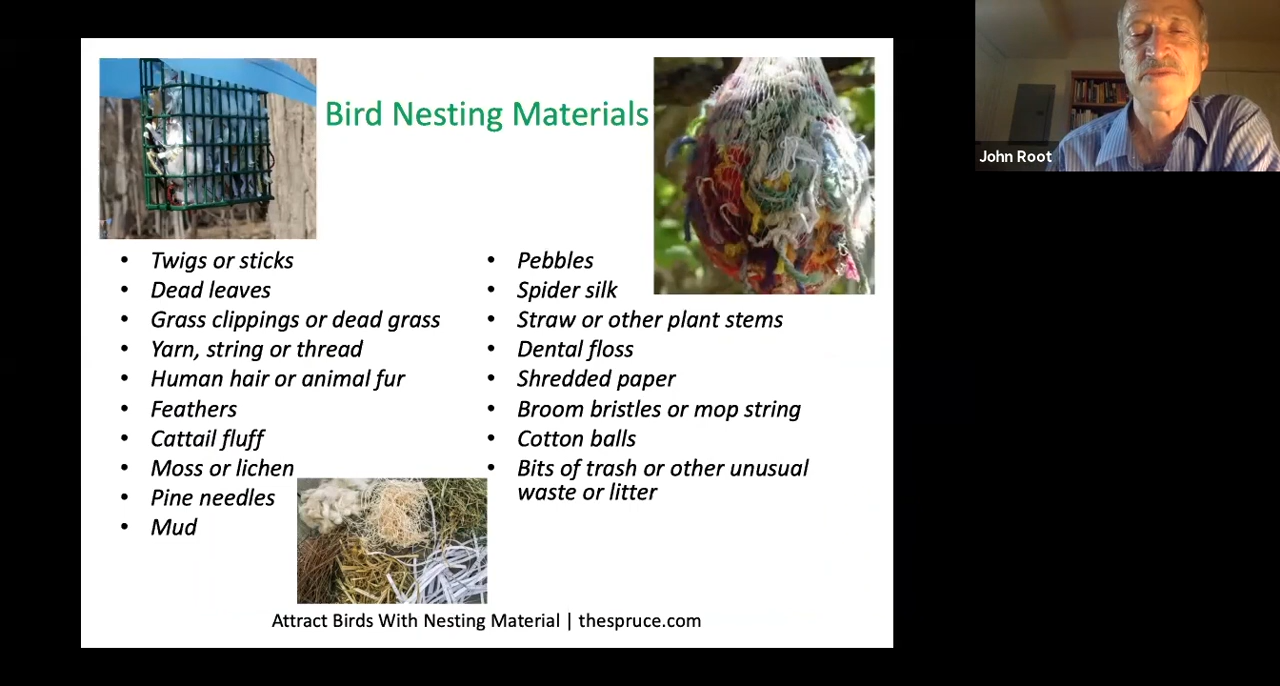 Bird Nesting Materials
John Root
• Twigs or sticks
• Dead leaves
• Grass clippings or dead grass
• Yarn, string or thread
• Human hair or animal fur
• Feathers
• Cattail fluff
• Moss or lichen
• Pine needles
• Mud
• Pebbles
• Spider silk
• Straw or other plant stems
• Dental floss
• Shredded paper
• Broom bristles or mop string
• Cotton balls
• Bits of trash or other unusual
waste or litter
Attract Birds With Nesting Material | thespruce.com